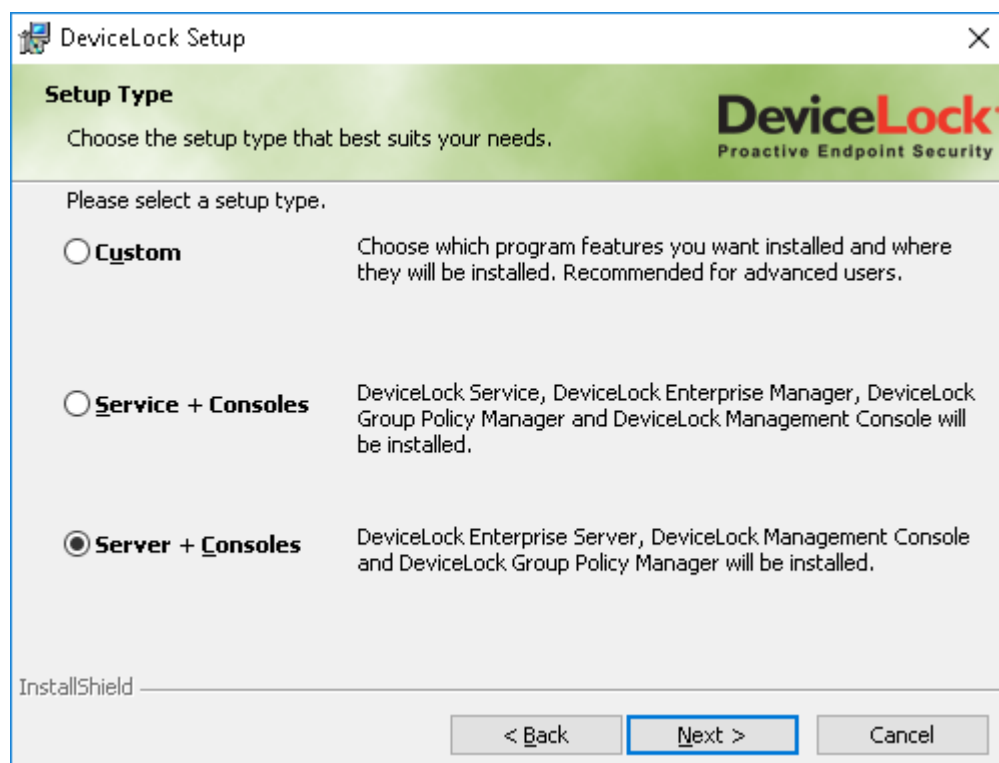 DeviceLock Setup
Setup Type
Choose the setup type that best suits your needs.
DeviceLock
Proactive Endpoint Security
Please select a setup type.
Custom
Choose which program features you want installed and where
they will be installed. Recommended for advanced users.
Service + Consoles
DeviceLock Service, DeviceLock Enterprise Manager, DeviceLock
Group Policy Manager and DeviceLock Management Console will
be installed.
Server + Consoles
DeviceLock Enterprise Server, DeviceLock Management Console
and DeviceLock Group Policy Manager will be installed.
InstallShield
< Back
Next >
Cancel